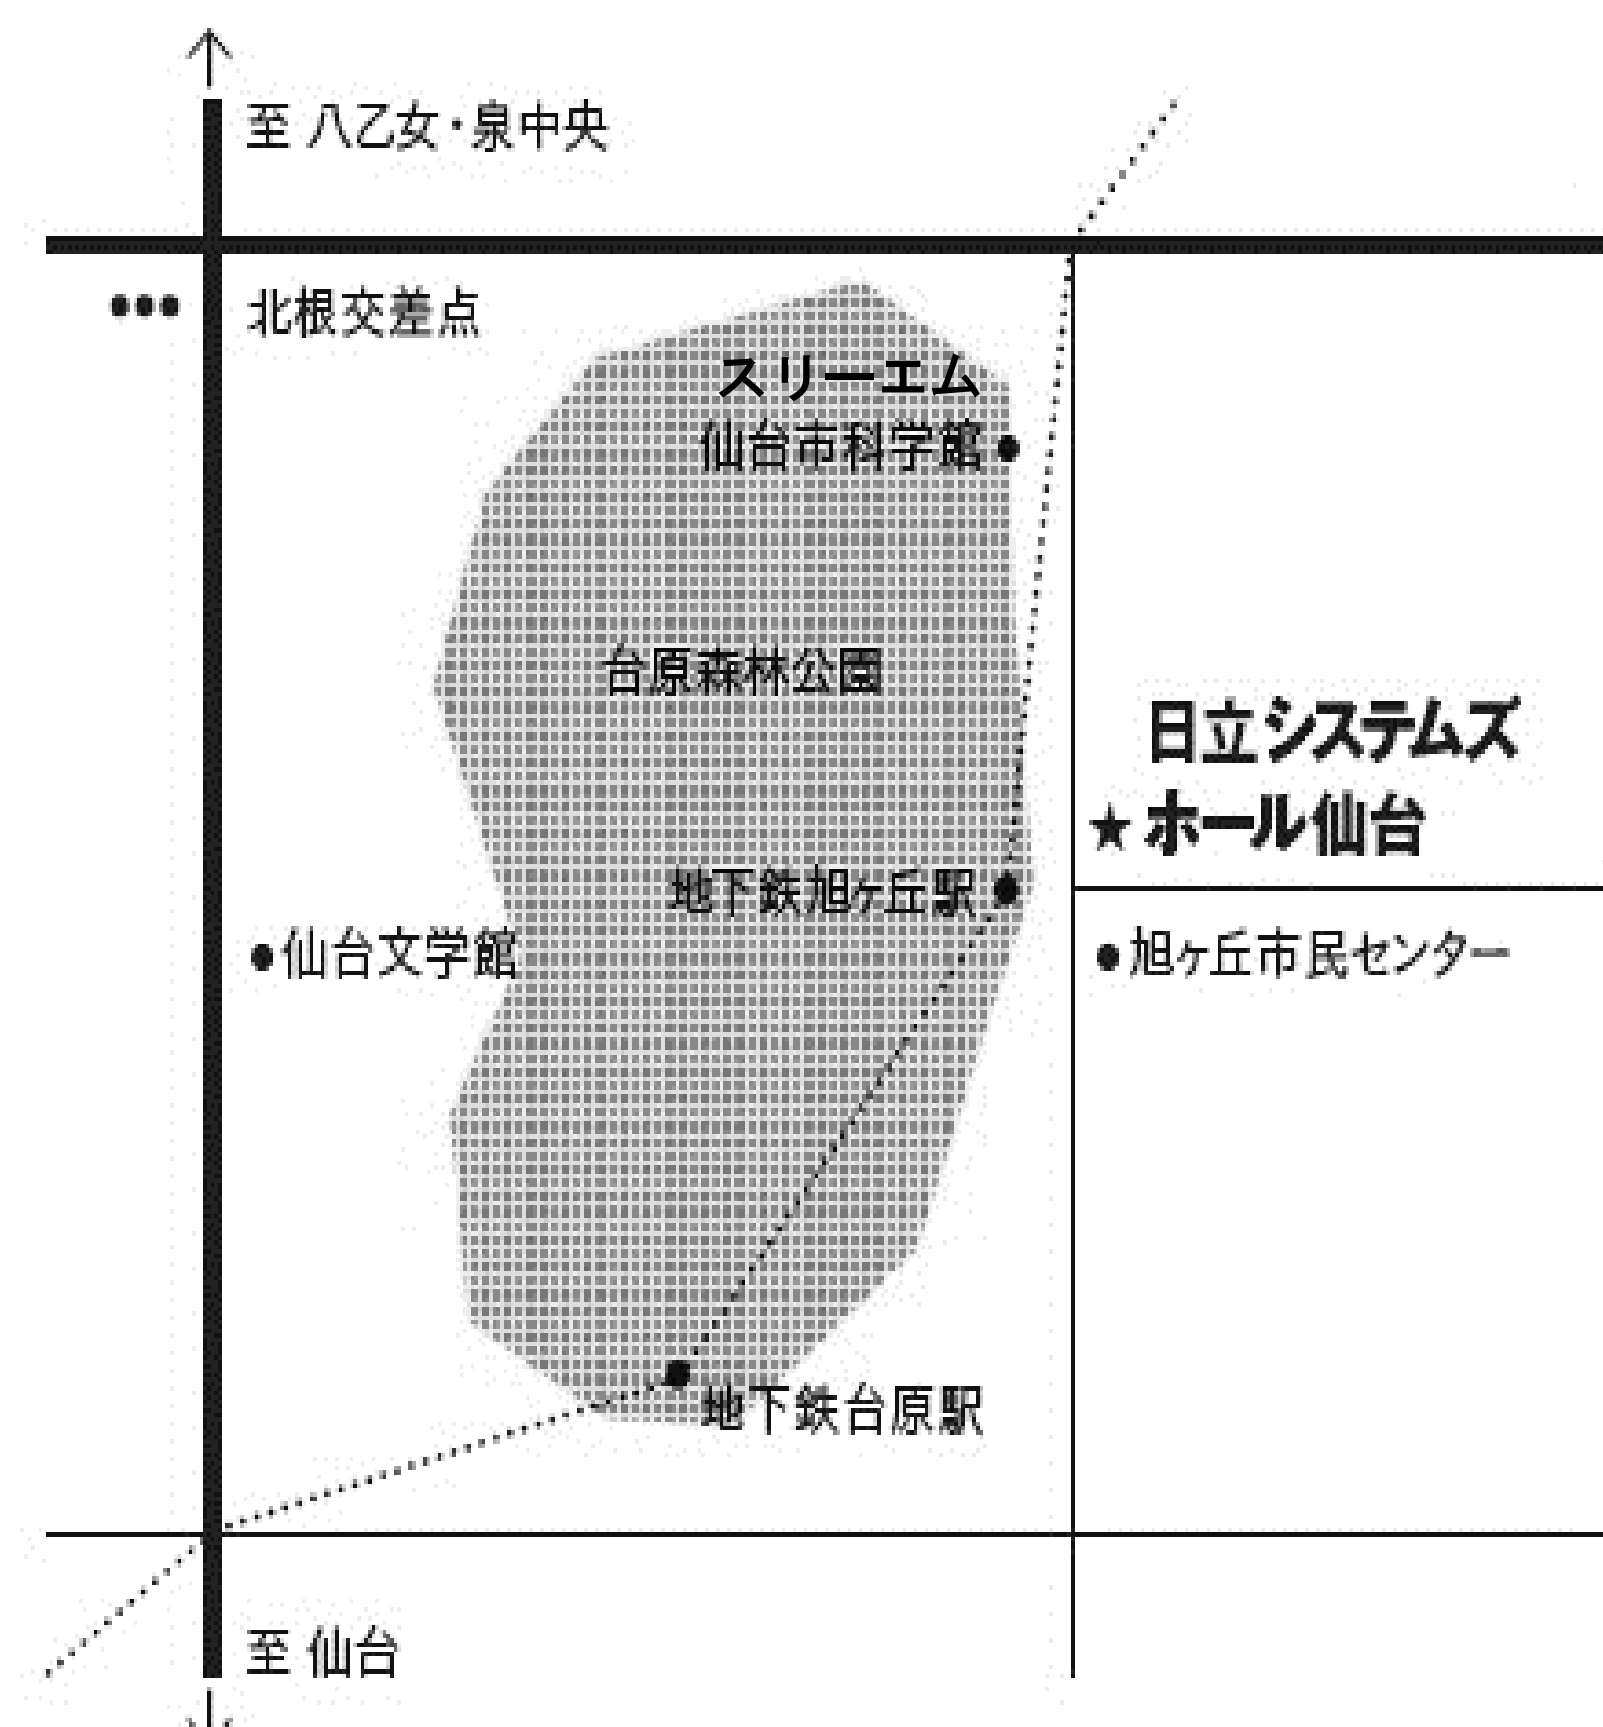 至 八乙女・泉中央
北根交差点
スリーエム
仙台市科学館
台原森林公園
日立システムズ
★ ホール仙台
地下鉄旭ヶ丘駅
仙台文学館
旭ヶ丘市民センター
地下鉄台原駅
至 仙台